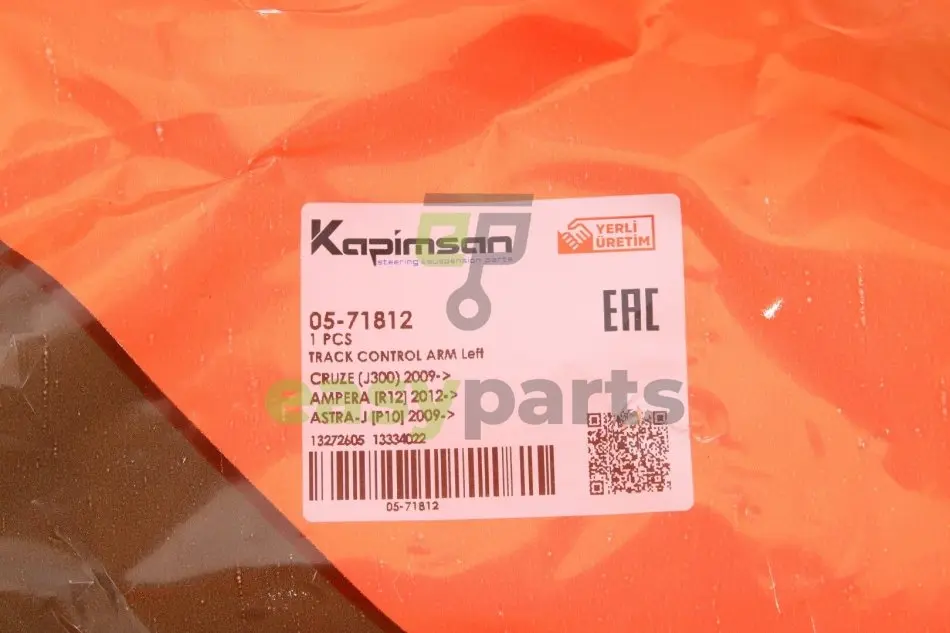 Kapimsan
steering & suspension parts
YERLİ
ÜRETİM
EAC
05-71812
1 PCS
TRACK CONTROL ARM Left
CRUZE (J300) 2009->
AMPERA (R12) 2012->
ASTRA-J (P10) 2009->
easyparts
13272605 13334022
05-71812